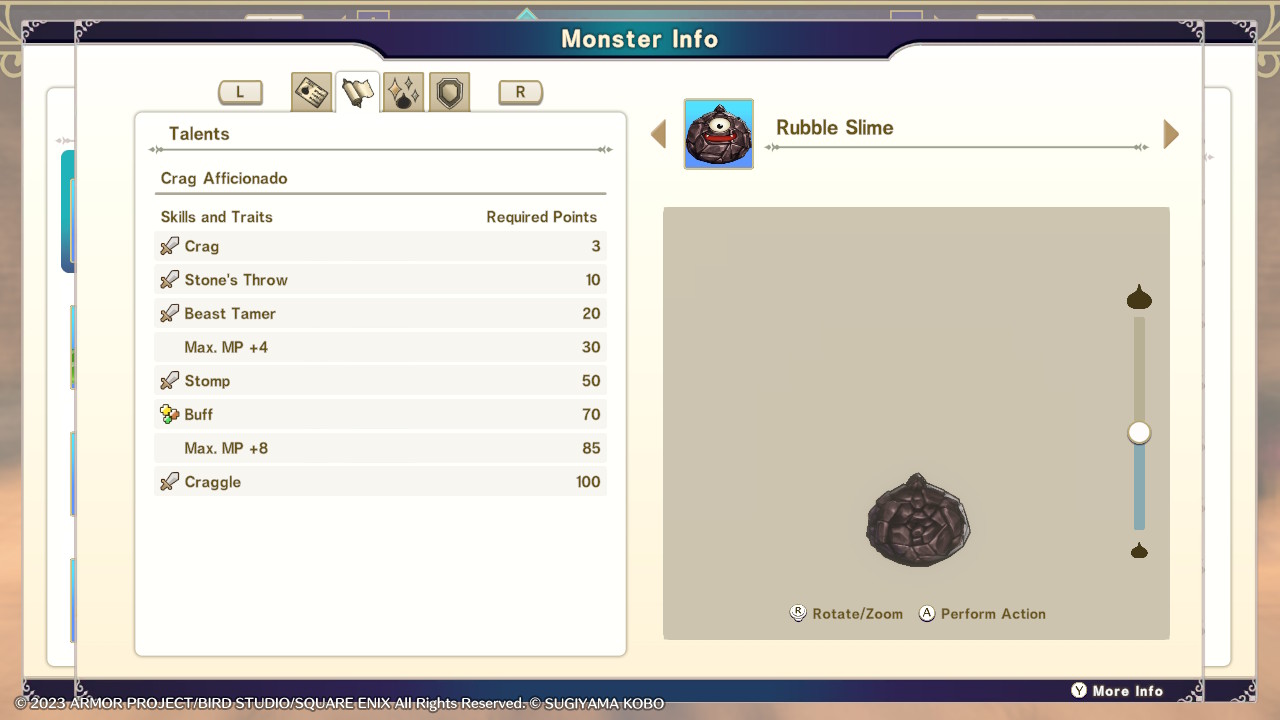 Monster Info
L
R
Talents
Crag Afficionado
Skills and Traits Required Points
Crag 3
Stone's Throw 10
Beast Tamer 20
Max. MP +4 30
Stomp 50
Buff 70
Max. MP +8 85
Craggle 100
Rubble Slime
R Rotate/Zoom A Perform Action
Y More Info
© 2023 ARMOR PROJECT/BIRD STUDIO/SQUARE ENIX All Rights Reserved. © SUGIYAMA KOBO